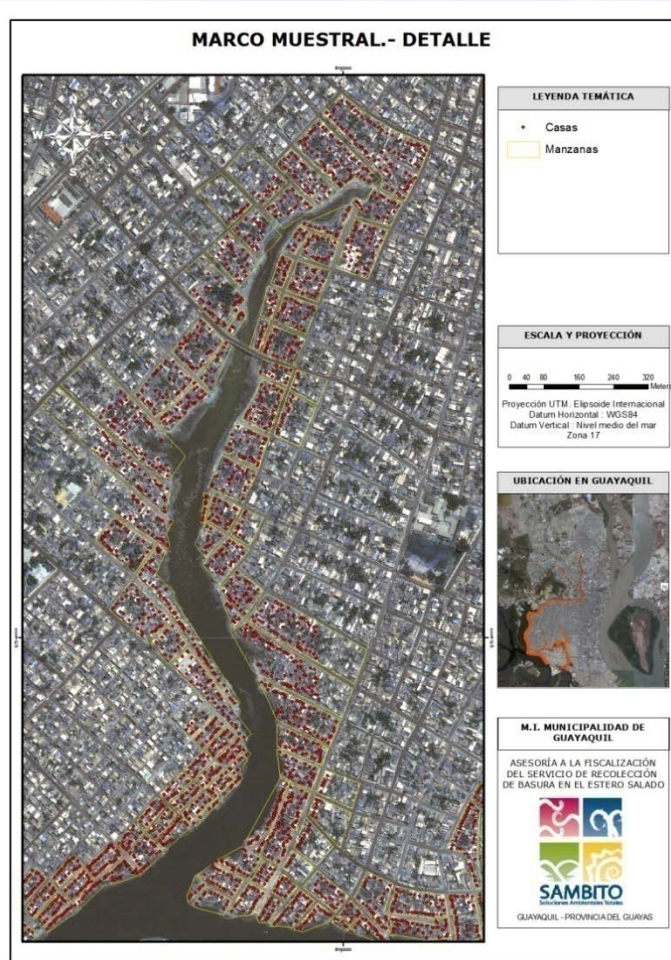 MARCO MUESTRAL.- DETALLE
N
W
E
S
LEYENDA TEMÁTICA
Casas
Manzanas
ESCALA Y PROYECCIÓN
0 40 80 160 240 320
Meters
Proyección UTM. Elipsoide Internacional
Datum Horizontal : WGS84
Datum Vertical : Nivel medio del mar
Zona 17
UBICACIÓN EN GUAYAQUIL
M.I. MUNICIPALIDAD DE
GUAYAQUIL
ASESORÍA A LA FISCALIZACIÓN
DEL SERVICIO DE RECOLECCIÓN
DE BASURA EN EL ESTERO SALADO
SAMBITO
Soluciones Ambientales Totales
GUAYAQUIL - PROVINCIA DEL GUAYAS